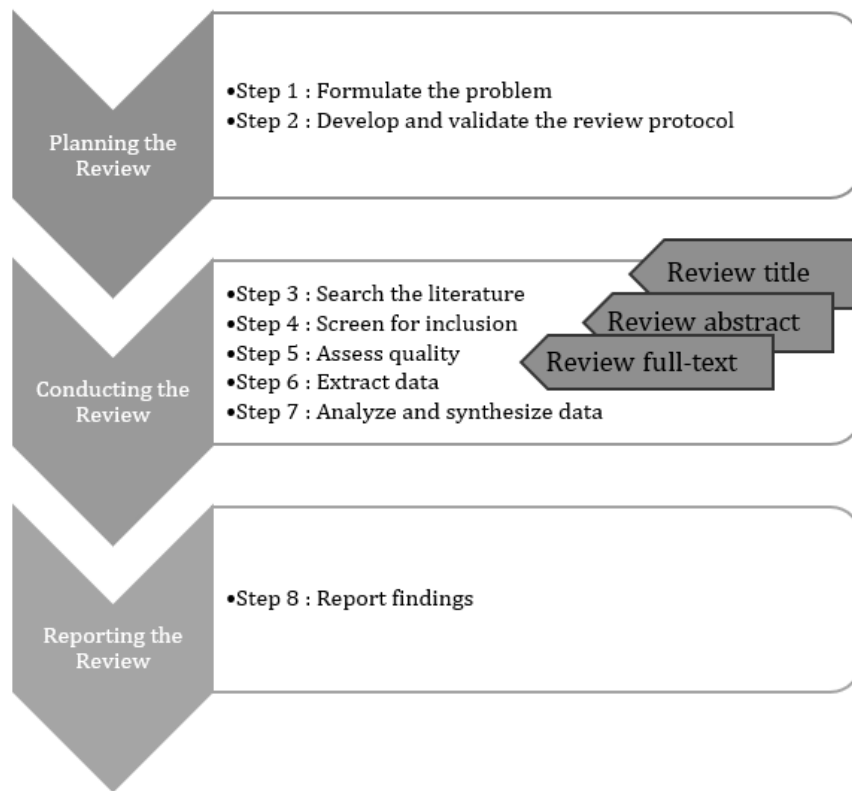 Planning the
Review
•Step 1 : Formulate the problem
•Step 2 : Develop and validate the review protocol
Conducting the
Review
•Step 3 : Search the literature
•Step 4 : Screen for inclusion
•Step 5 : Assess quality
•Step 6 : Extract data
•Step 7 : Analyze and synthesize data
Review title
Review abstract
Review full-text
Reporting the
Review
•Step 8 : Report findings